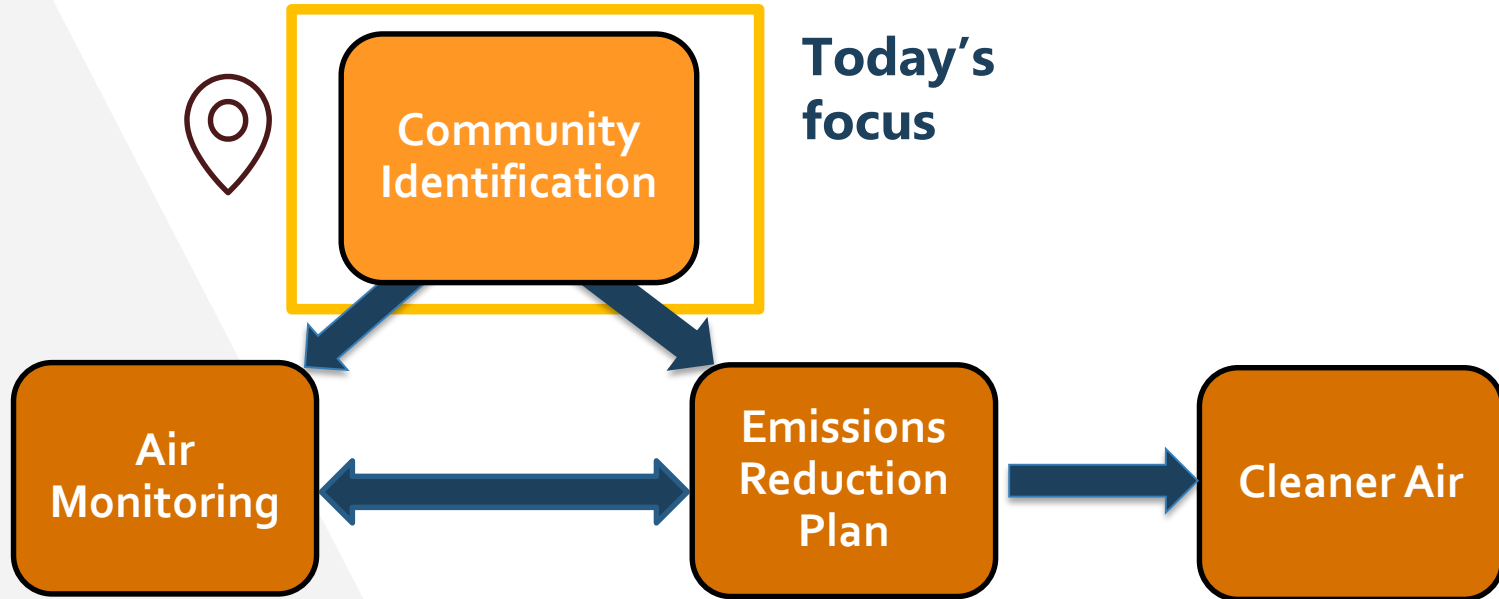 Today’s
focus
Community
Identification
Air
Monitoring
Emissions
Reduction
Plan
Cleaner Air